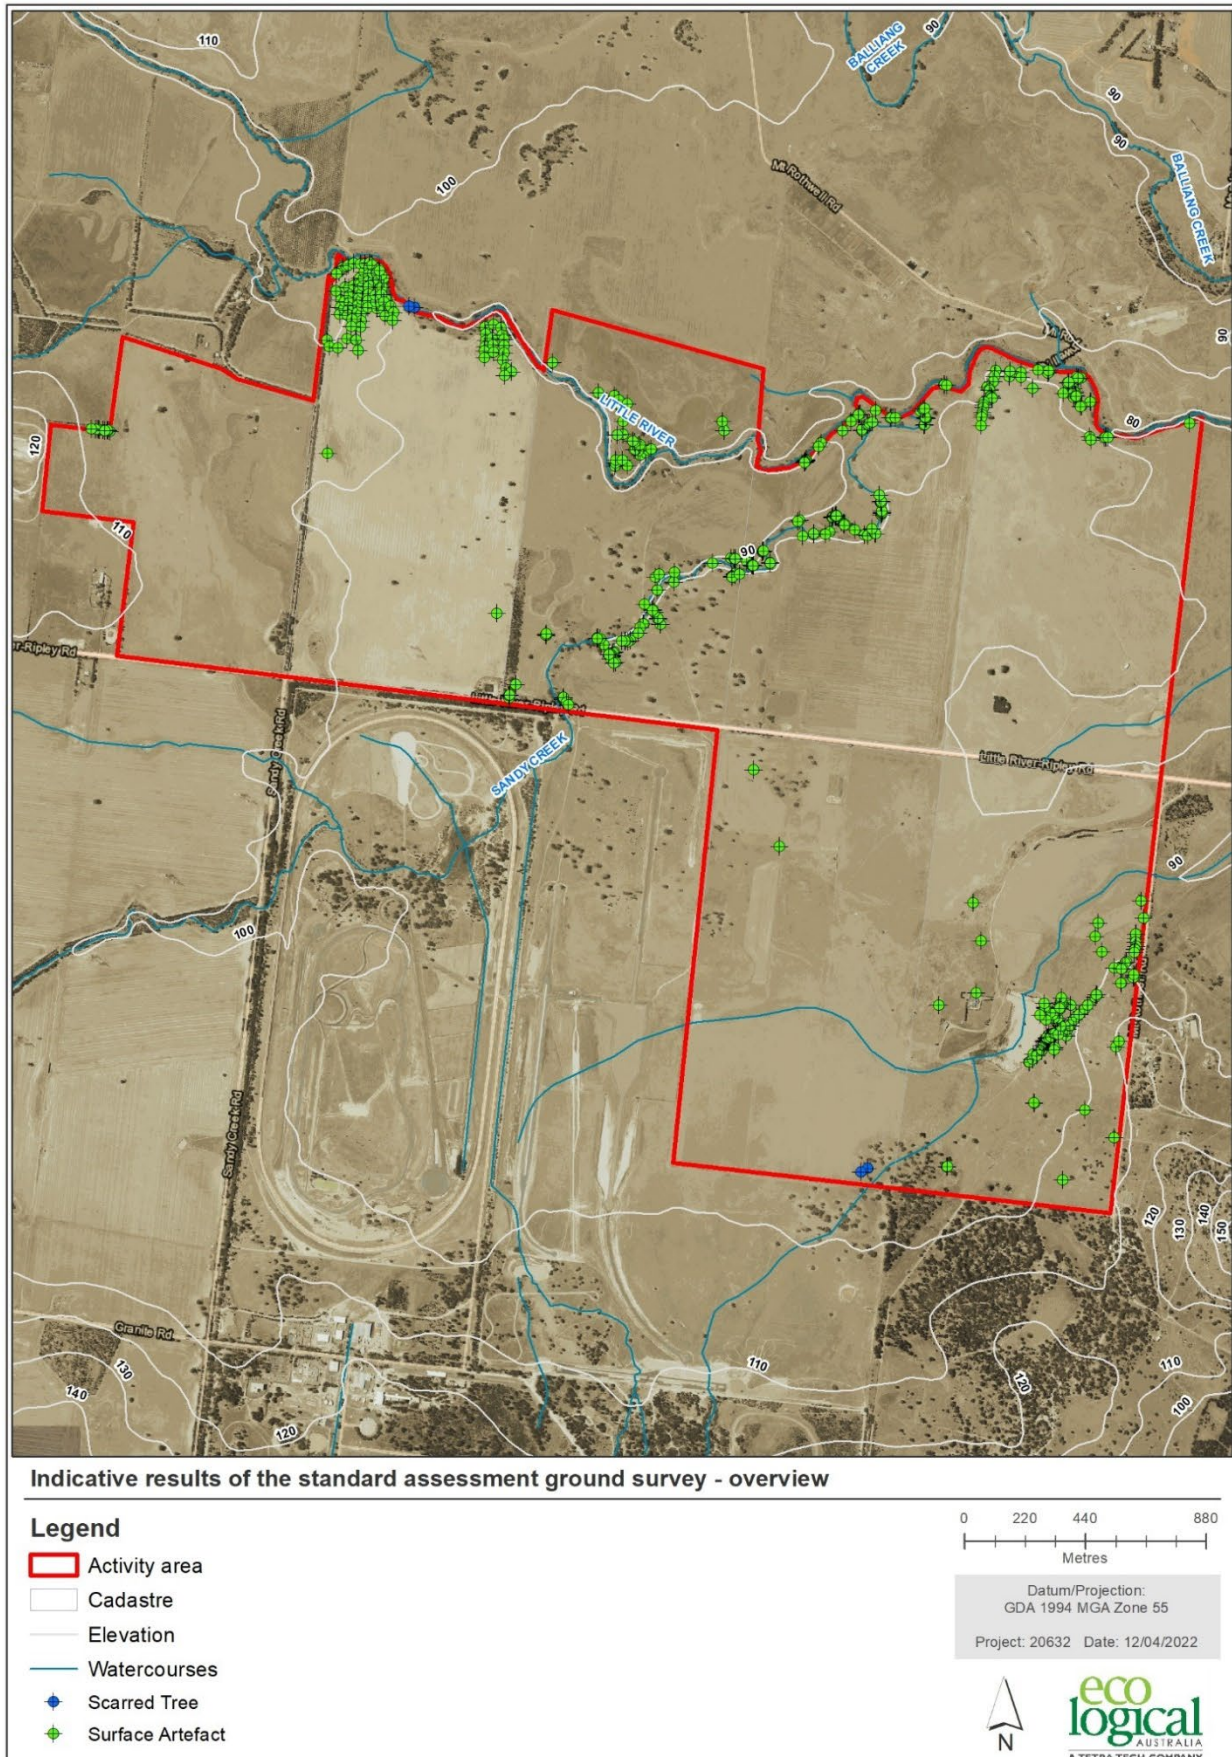 110
90
BALLIANG
CREEK
90
90
100
Mt Rothwell Rd
BALLIANG CREEK
90
LITTLE RIVER
80
120
110
90
er-Ripley Rd
Sandy Creek Rd
SANDY CREEK
Little River-Ripley Rd
90
100
Sandy Creek Rd
120
130
140
150
Granite Rd
110
110
130
120
140
120
100
Indicative results of the standard assessment ground survey - overview
Legend
Activity area
Cadastre
Elevation
Watercourses
Scarred Tree
Surface Artefact
0 220 440 880
Metres
Datum/Projection:
GDA 1994 MGA Zone 55
Project: 20632 Date: 12/04/2022
N
eco
logical
AUSTRALIA
A TETRA TECH COMPANY